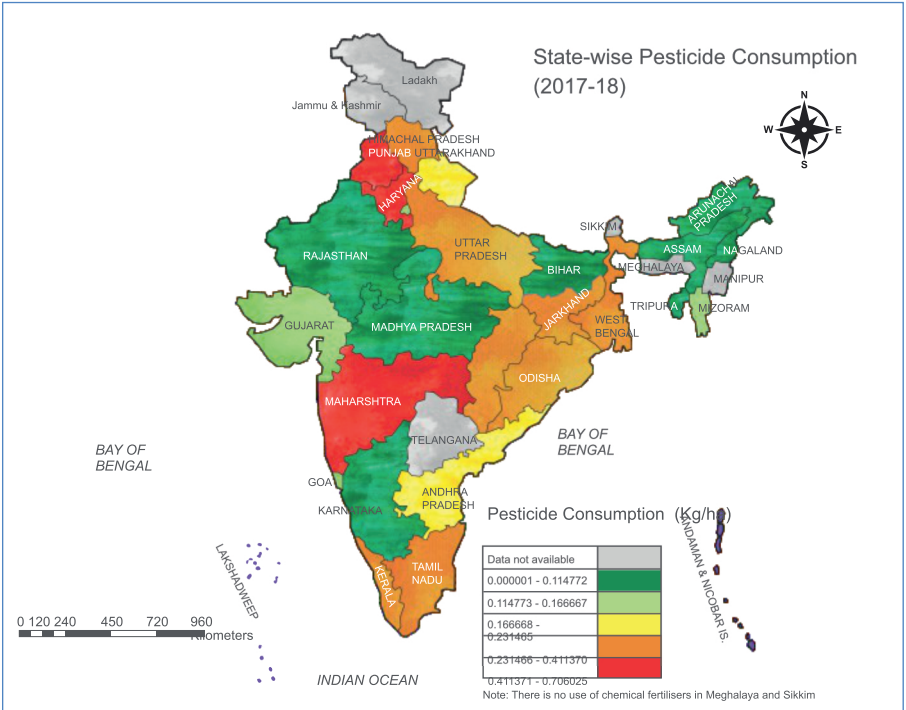 State-wise Pesticide Consumption
(2017-18)
N
W
E
S
Ladakh
Jammu & Kashmir
HIMACHAL PRADESH
PUNJAB
UTTARAKHAND
HARYANA
RAJASTHAN
UTTAR
PRADESH
SIKKIM
ARUNACHAL
PRADESH
ASSAM
NAGALAND
BIHAR
MEGHALAYA
MANIPUR
TRIPURA
MIZORAM
GUJARAT
MADHYA PRADESH
JARKHAND
WEST
BENGAL
ODISHA
MAHARSHTRA
TELANGANA
BAY OF
BENGAL
BAY OF
BENGAL
GOA
KARNATAKA
ANDHRA
PRADESH
LAKSHADWEEP
KERALA
TAMIL
NADU
ANDAMAN & NICOBAR IS.
0 120 240 450 720 960
Kilometers
INDIAN OCEAN
Pesticide Consumption (Kg/ha)
Data not available
0.000001 - 0.114772
0.114773 - 0.166667
0.166668 -
0.231465
0.231466 - 0.411370
0.411371 - 0.706025
Note: There is no use of chemical fertilisers in Meghalaya and Sikkim